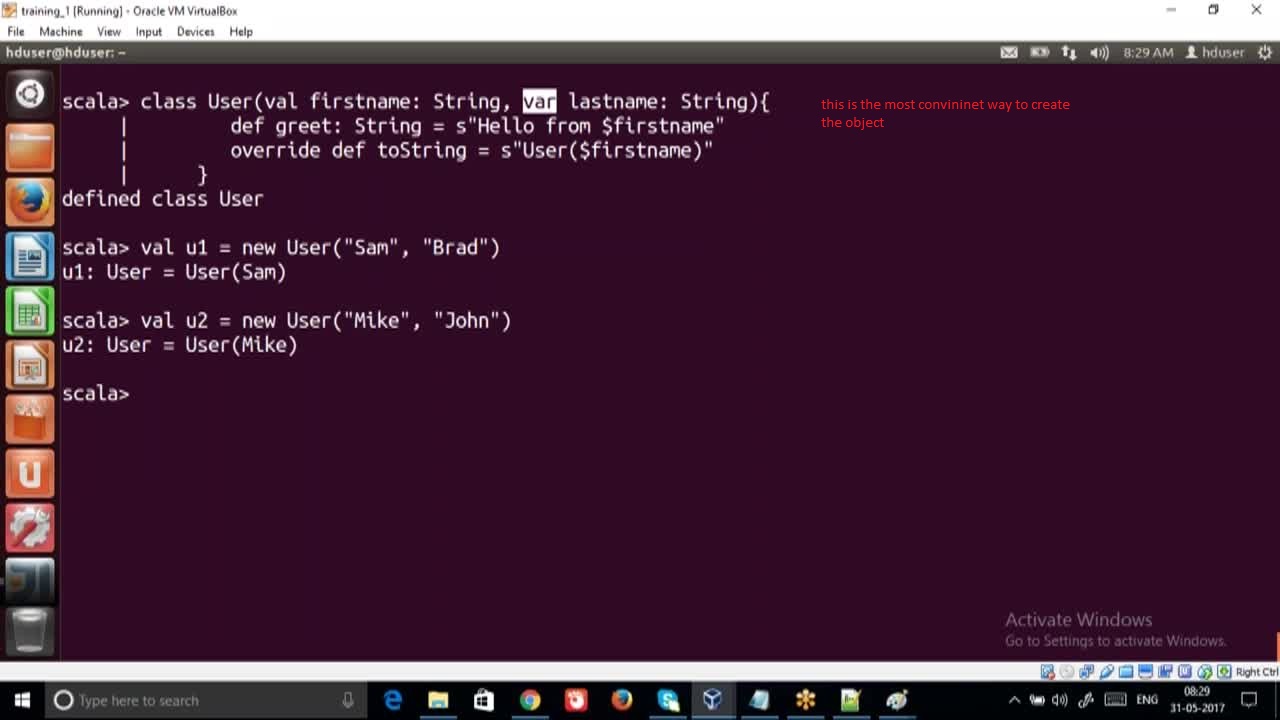 training_1 [Running] - Oracle VM VirtualBox
File Machine View Input Devices Help
hduser@hduser: ~
8:29 AM hduser
scala> class User(val firstname: String, var lastname: String){
| def greet: String = s"Hello from $firstname"
| override def toString = s"User($firstname)"
| }
defined class User
this is the most convininet way to create
the object
scala> val u1 = new User("Sam", "Brad")
u1: User = User(Sam)
scala> val u2 = new User("Mike", "John")
u2: User = User(Mike)
scala>
Activate Windows
Go to Settings to activate Windows.
Right Ctrl
Type here to search
ENG
08:29
31-05-2017